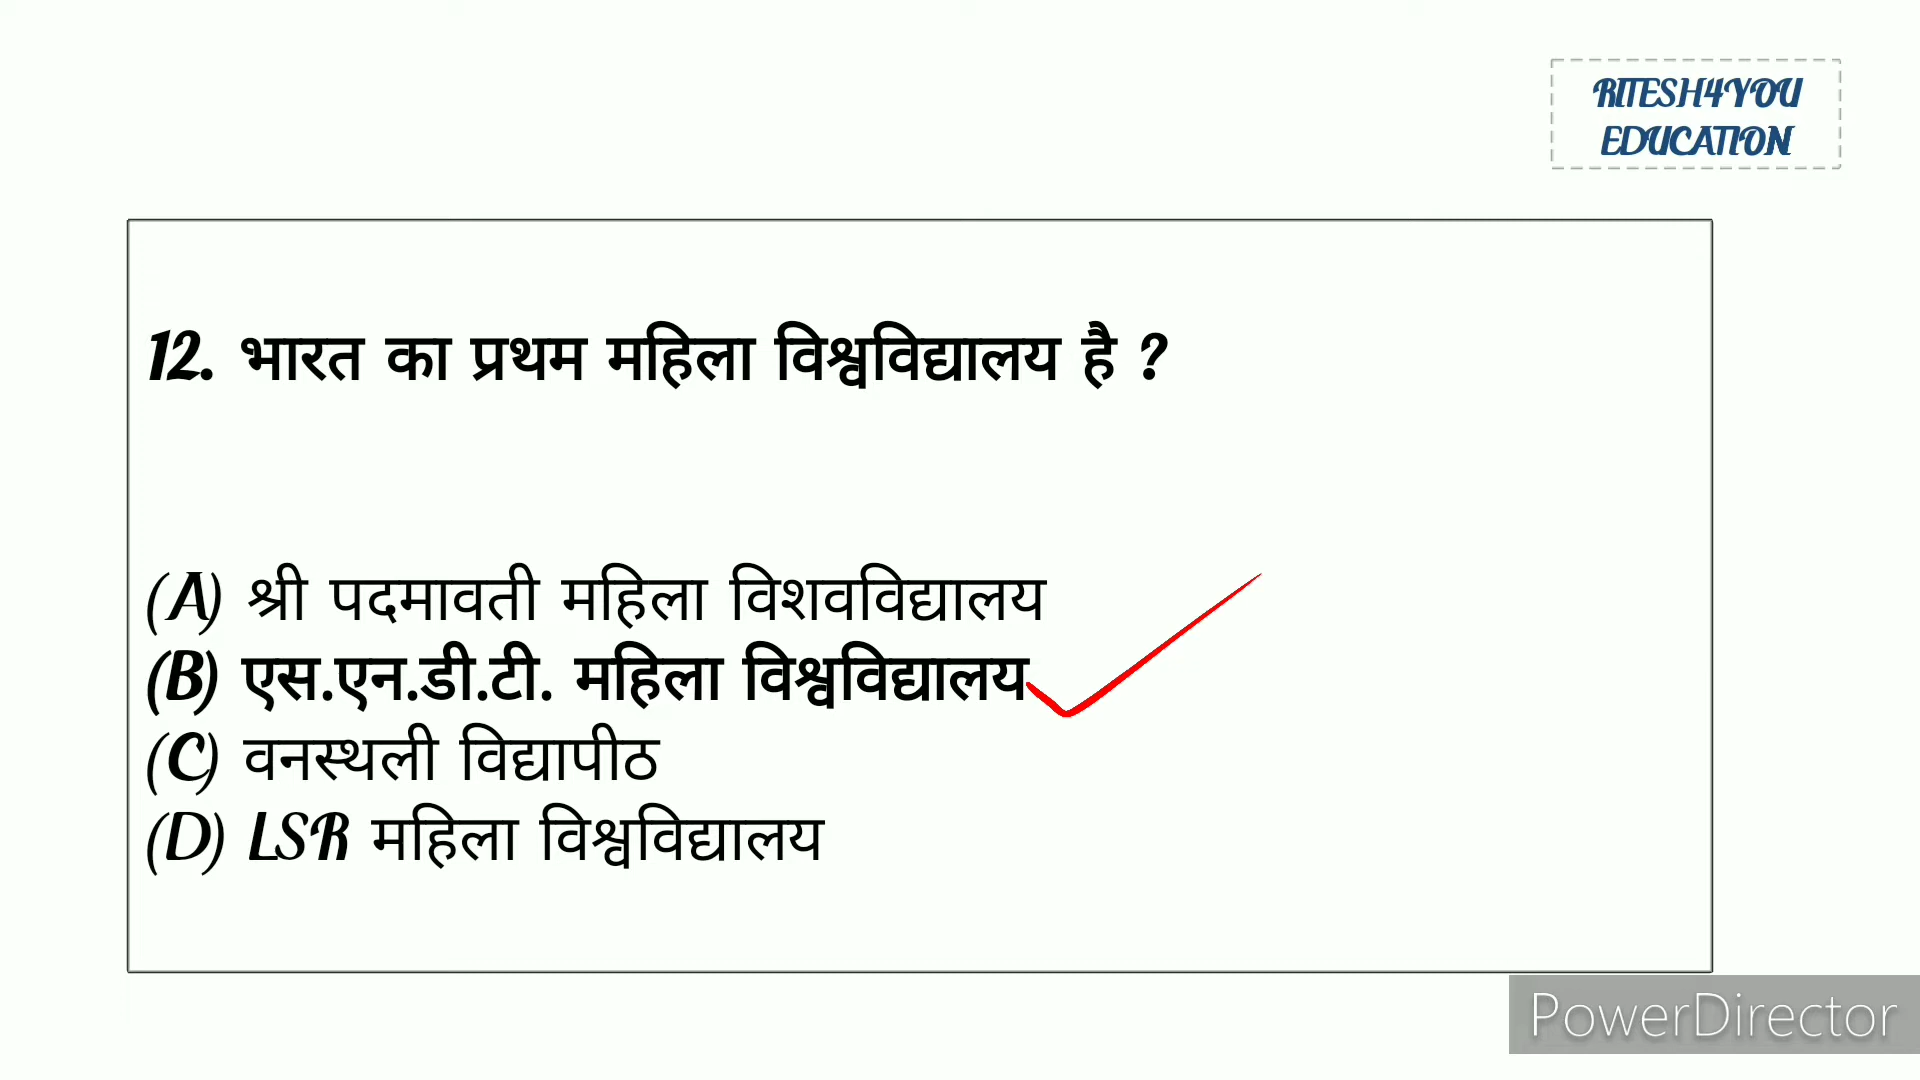 RITESH4YOU
EDUCATION
12. भारत का प्रथम महिला विश्वविद्यालय है ?
(A) श्री पदमावती महिला विशवविद्यालय
(B) एस.एन.डी.टी. महिला विश्वविद्यालय
(C) वनस्थली विद्यापीठ
(D) LSR महिला विश्वविद्यालय
PowerDirector